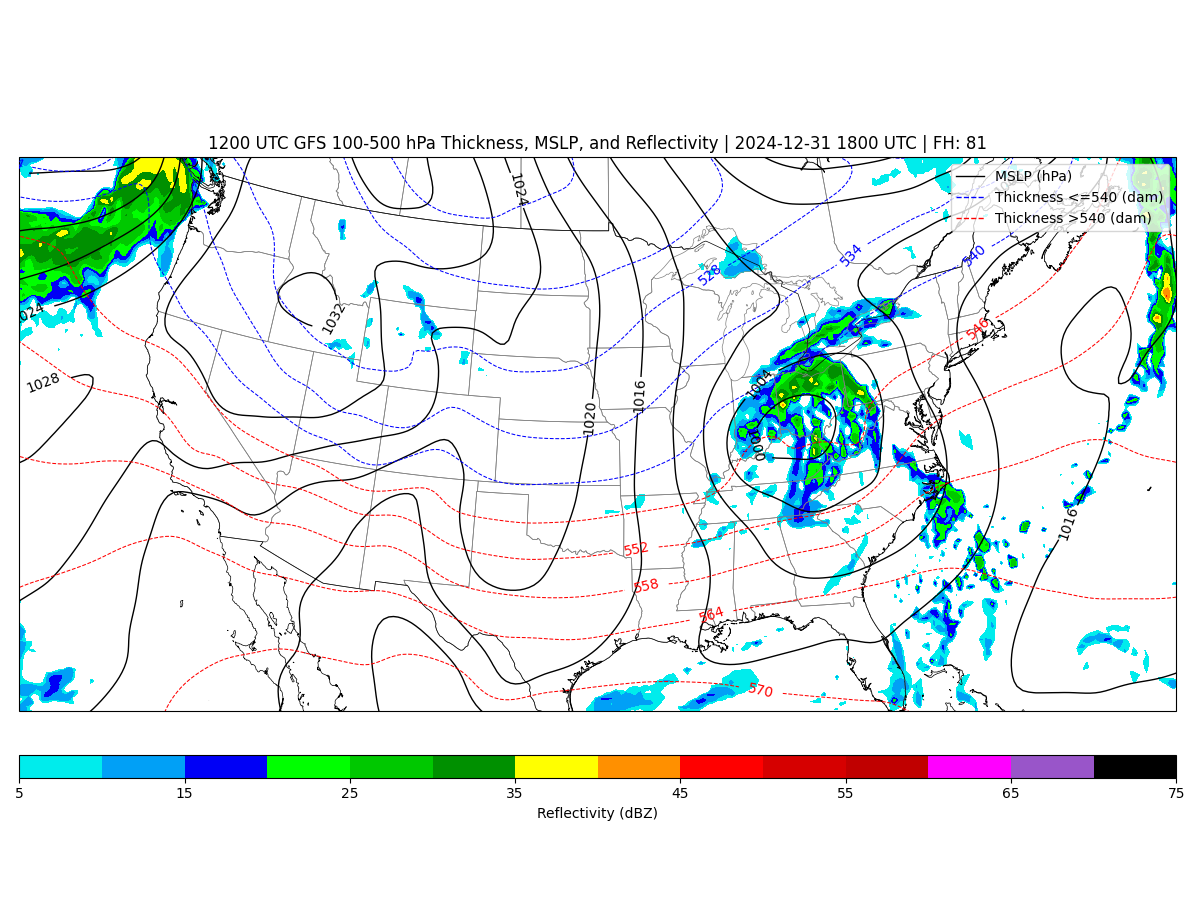 1200 UTC GFS 100-500 hPa Thickness, MSLP, and Reflectivity | 2024-12-31 1800 UTC | FH: 81
MSLP (hPa)
Thickness <=540 (dam)
Thickness >540 (dam)
1024
534
540
528
024
1032
546
1028
1004
1016
1020
1000
1016
552
558
564
570
5 15 25 35 45 55 65 75
Reflectivity (dBZ)